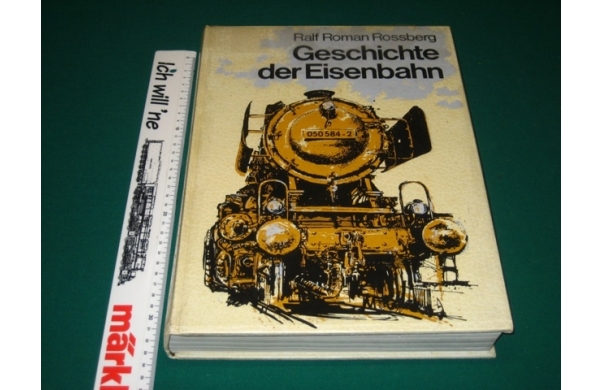 Ralf Roman Rossberg
Geschichte
der Eisenbahn
050 584-2
Ich will 'ne
märkl